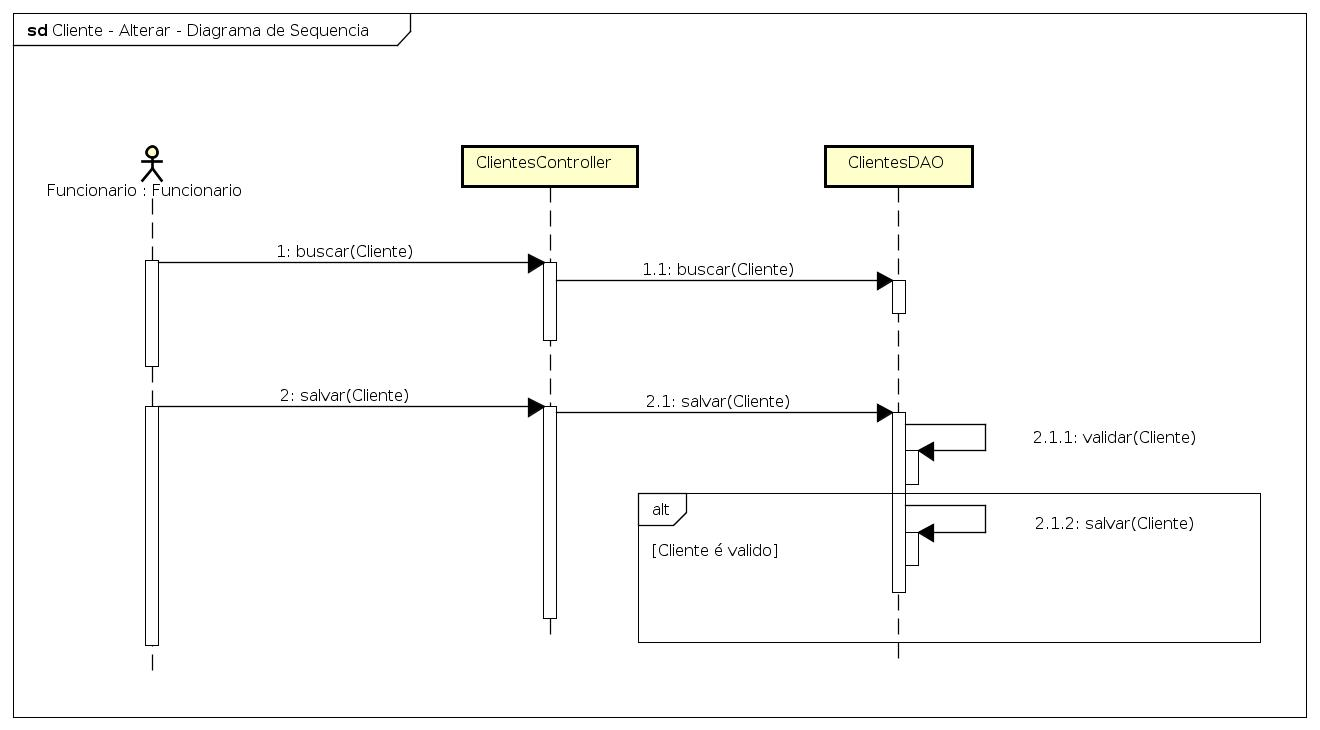 sd Cliente - Alterar - Diagrama de Sequencia
Funcionario : Funcionario
ClientesController
ClientesDAO
1: buscar(Cliente)
1.1: buscar(Cliente)
2: salvar(Cliente)
2.1: salvar(Cliente)
2.1.1: validar(Cliente)
alt
2.1.2: salvar(Cliente)
[Cliente é valido]